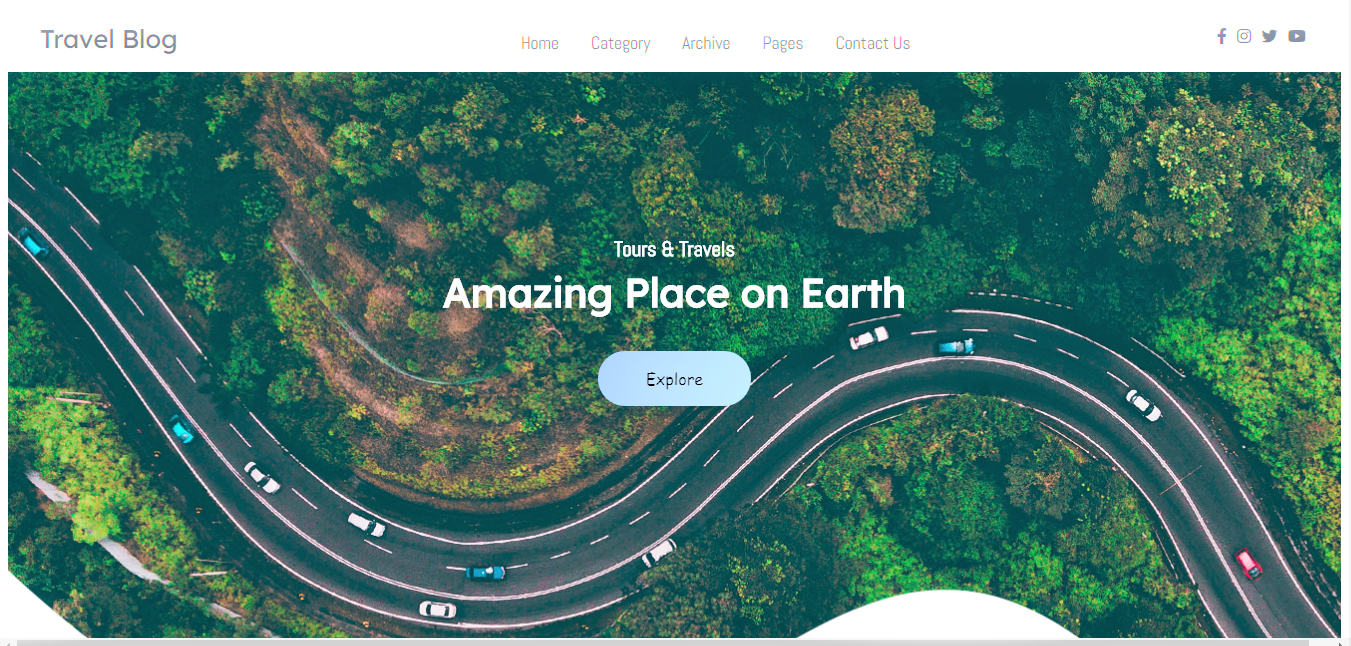 Travel Blog
Home Category Archive Pages Contact Us
Tours & Travels
Amazing Place on Earth
Explore